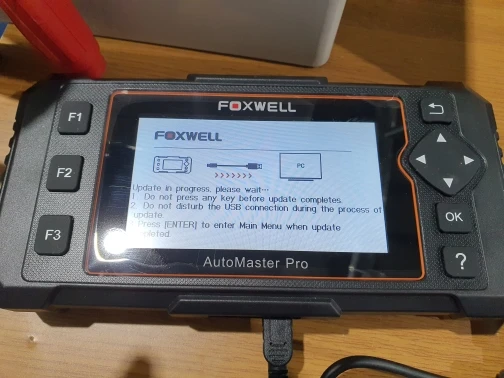 FOXWELL
FOXWELL
F1
F2
F3
PC
>>>>>>>
Update in progress, please wait…
1. Do not press any key before update completes.
2. Do not disturb the USB connection during the process of
update.
Press [ENTER] to enter Main Menu when update
OK
?
AutoMaster Pro